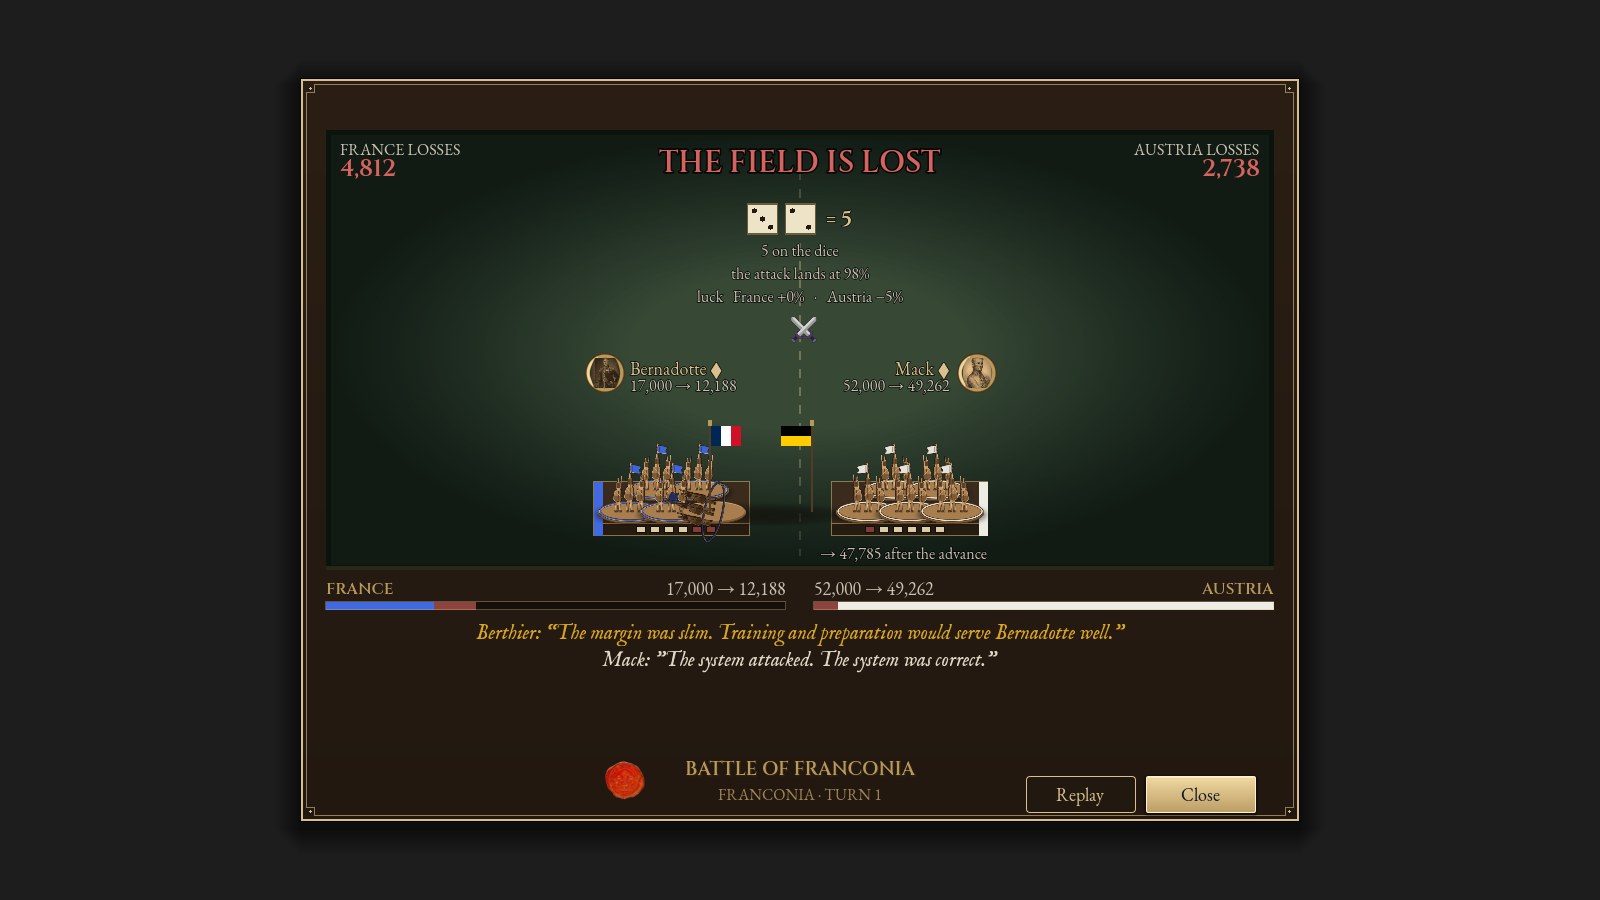 FRANCE LOSSES
4,812
THE FIELD IS LOST
AUSTRIA LOSSES
2,738
= 5
5 on the dice
the attack lands at 98%
luck France +0% · Austria −5%
Bernadotte ♦
17,000 → 12,188
Mack ♦
52,000 → 49,262
→ 47,785 after the advance
FRANCE
17,000 → 12,188
52,000 → 49,262
AUSTRIA
Berthier: “The margin was slim. Training and preparation would serve Bernadotte well.”
Mack: ”The system attacked. The system was correct.”
BATTLE OF FRANCONIA
FRANCONIA · TURN 1
Replay
Close